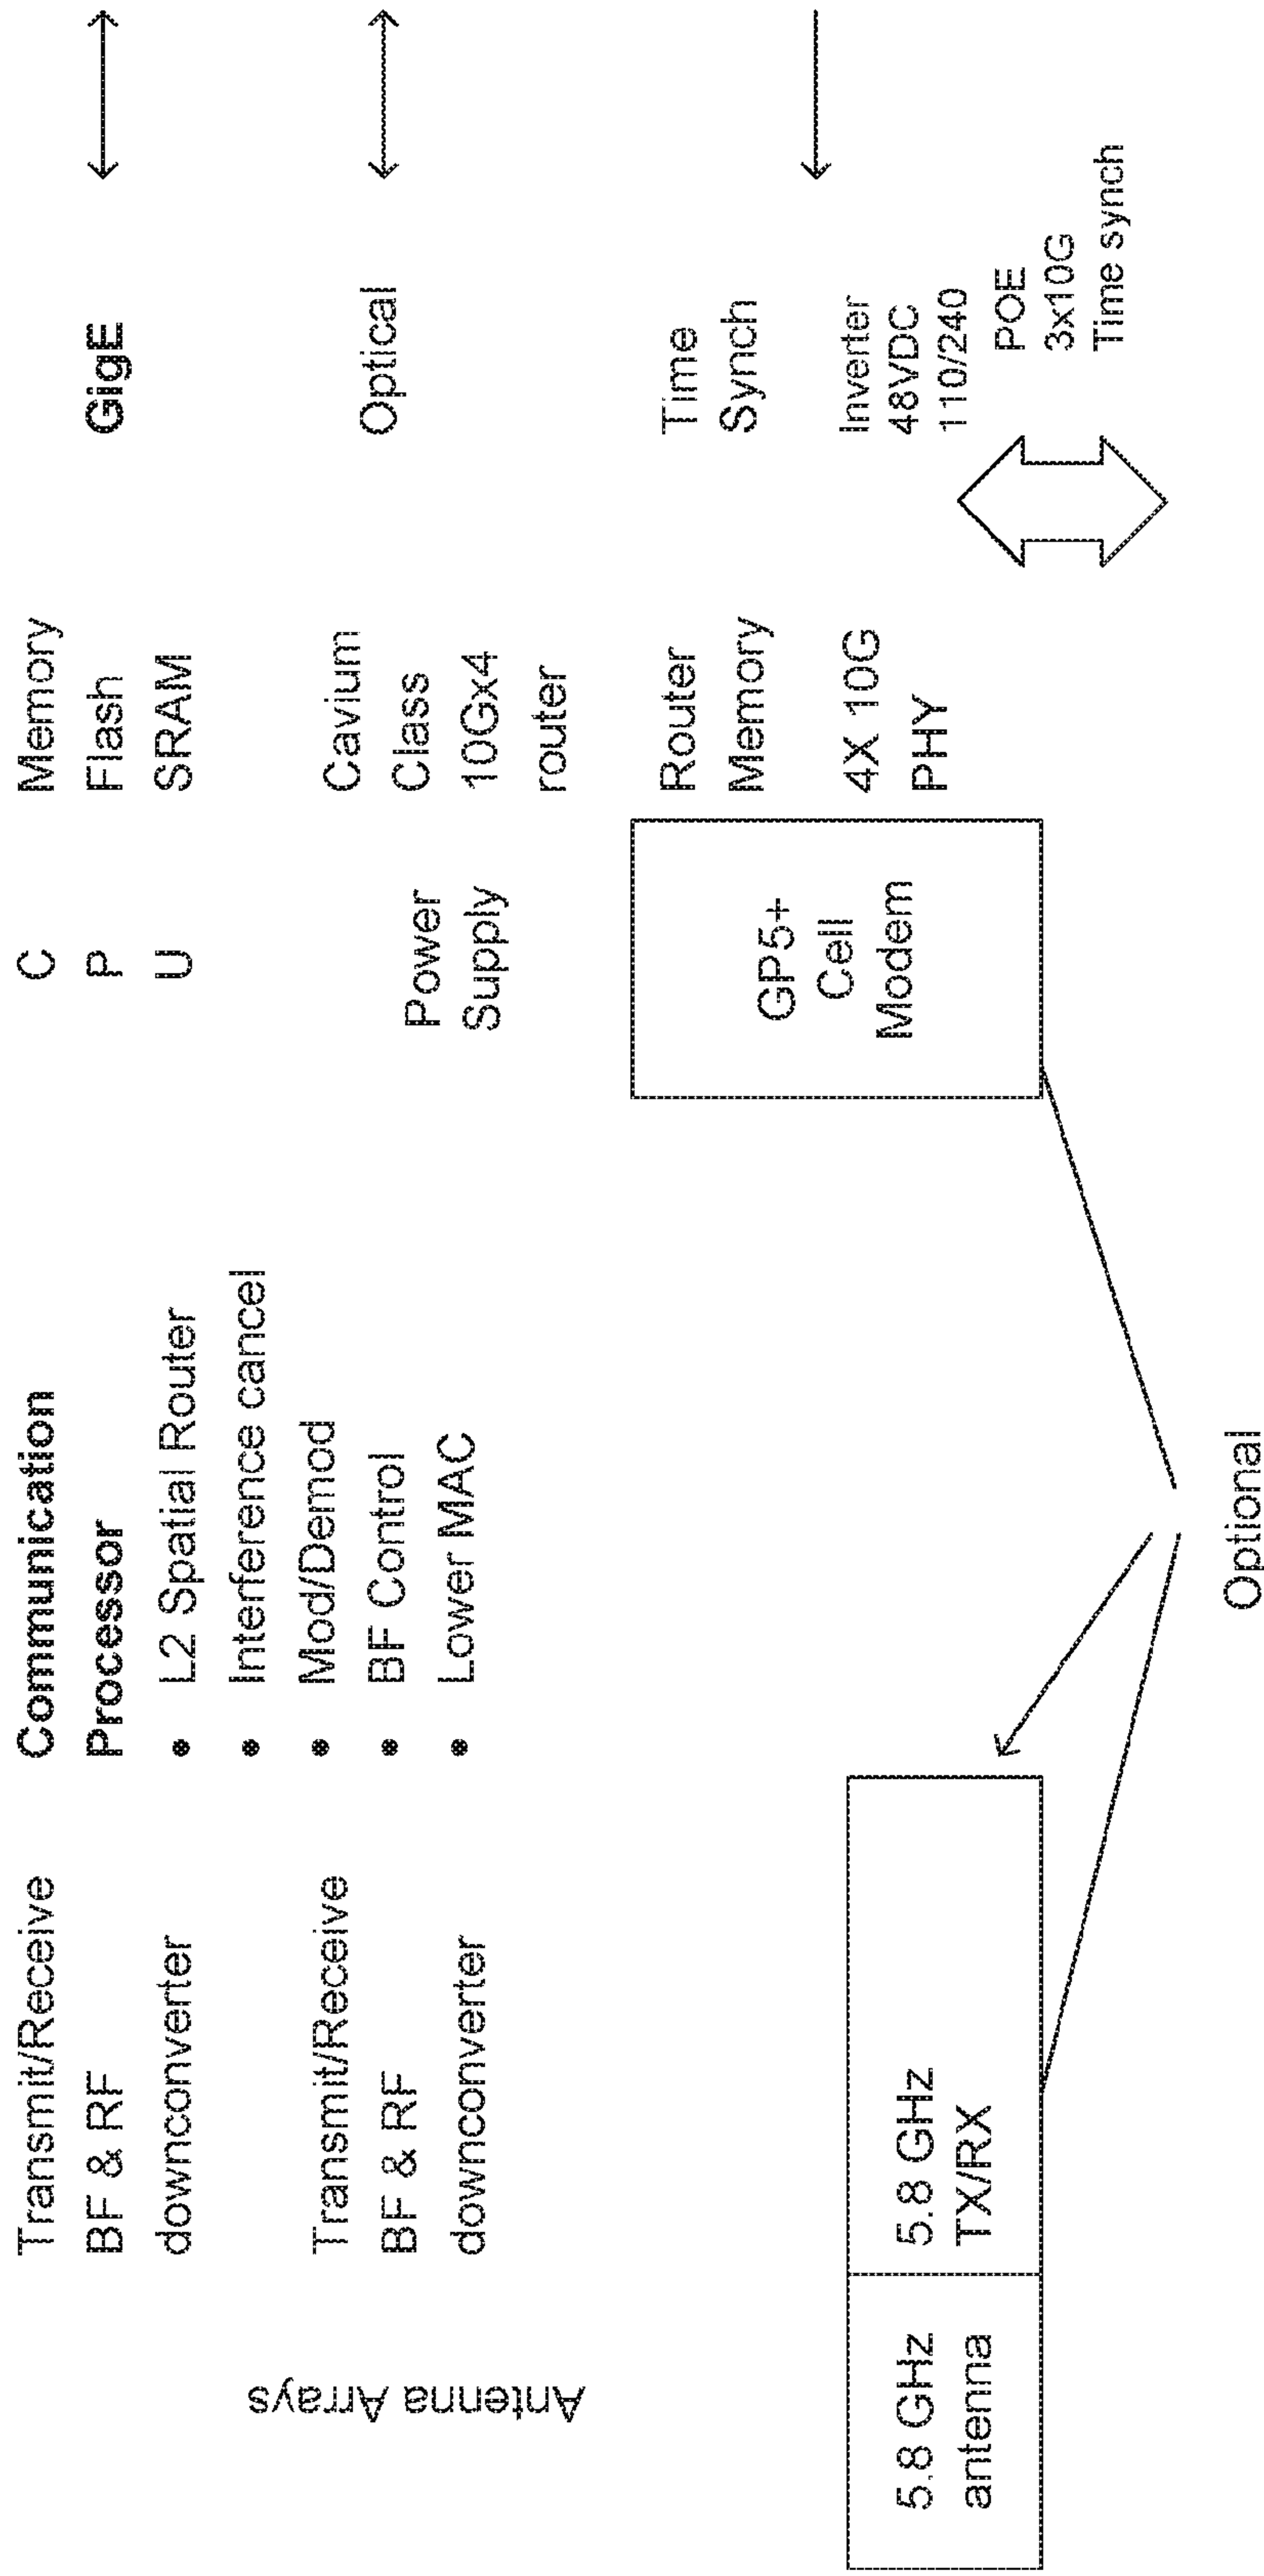 Antenna Arrays
Transmit/Receive
BF & RF
downconverter
Transmit/Receive
BF & RF
downconverter
Communication
Processor
• L2 Spatial Router
• Interference cancel
• Mod/Demod
• BF Control
• Lower MAC
C
P
U
Power
Supply
Memory
Flash
SRAM
Cavium
Class
10Gx4
router
Router
Memory
4X 10G
PHY
GigE
Optical
Time
Synch
Inverter
48VDC
110/240
POE
3x10G
Time synch
GP5+
Cell
Modem
5.8 GHz
antenna
5.8 GHz
TX/RX
Optional